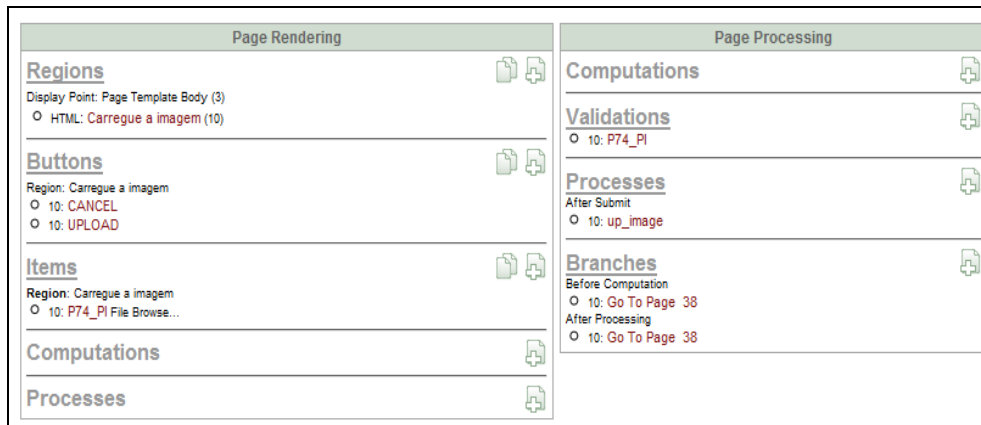 Page Rendering
Regions
Display Point: Page Template Body (3)
HTML: Carregue a imagem (10)
Buttons
Region: Carregue a imagem
10: CANCEL
10: UPLOAD
Items
Region: Carregue a imagem
10: P74_PI File Browse...
Computations
Processes
Page Processing
Computations
Validations
10: P74_PI
Processes
After Submit
10: up_image
Branches
Before Computation
10: Go To Page 38
After Processing
10: Go To Page 38